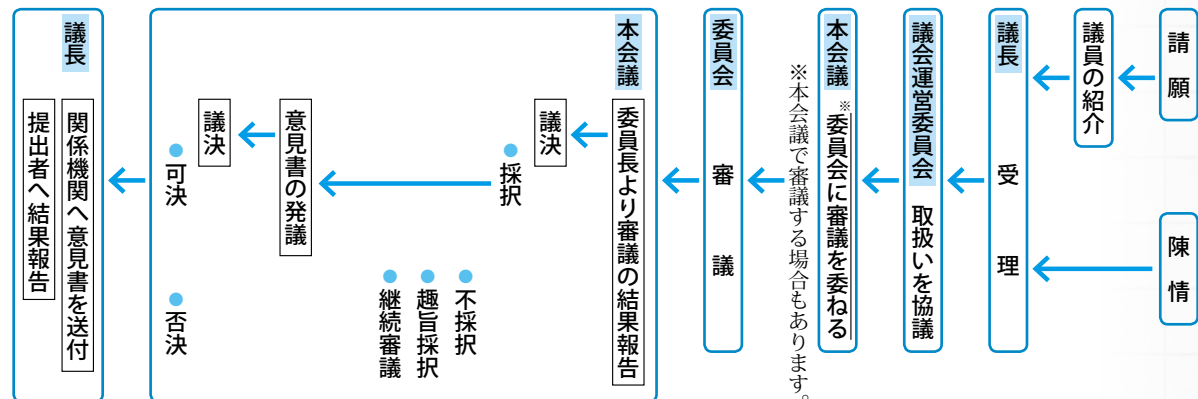 請願
陳情
議員の紹介
議長 受理
議会運営委員会 取扱いを協議
本会議 ※委員会に審議を委ねる
※本会議で審議する場合もあります。
委員会 審議
本会議 委員長より審議の結果報告
議決
●採択
●不採択
●趣旨採択
●継続審議
意見書の発議
議決
●可決
●否決
議長 関係機関へ意見書を送付
提出者へ結果報告